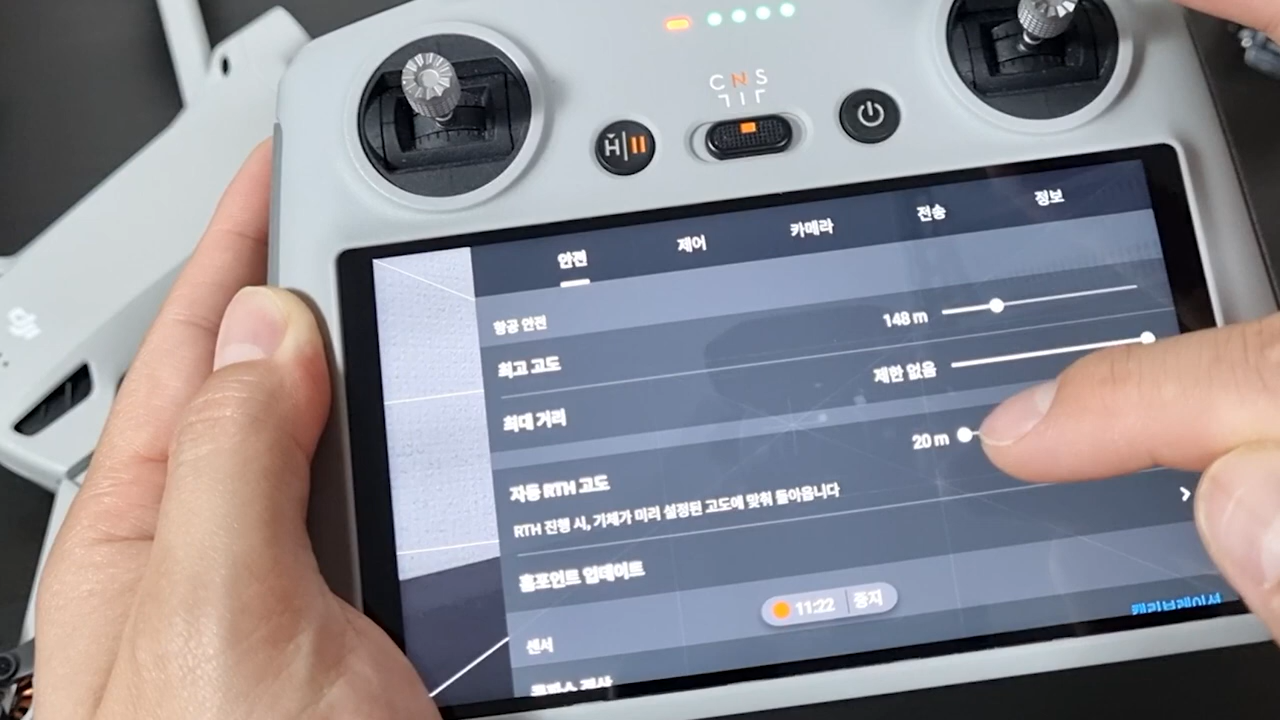 C N S
H
안전 제어 카메라 전송 정보
항공 안전
최고 고도 148 m
최대 거리 제한 없음
자동 RTH 고도 20 m
RTH 진행 시, 기체가 미리 설정된 고도에 맞춰 돌아옵니다
홈포인트 업데이트
11:22 중지
센서
dji